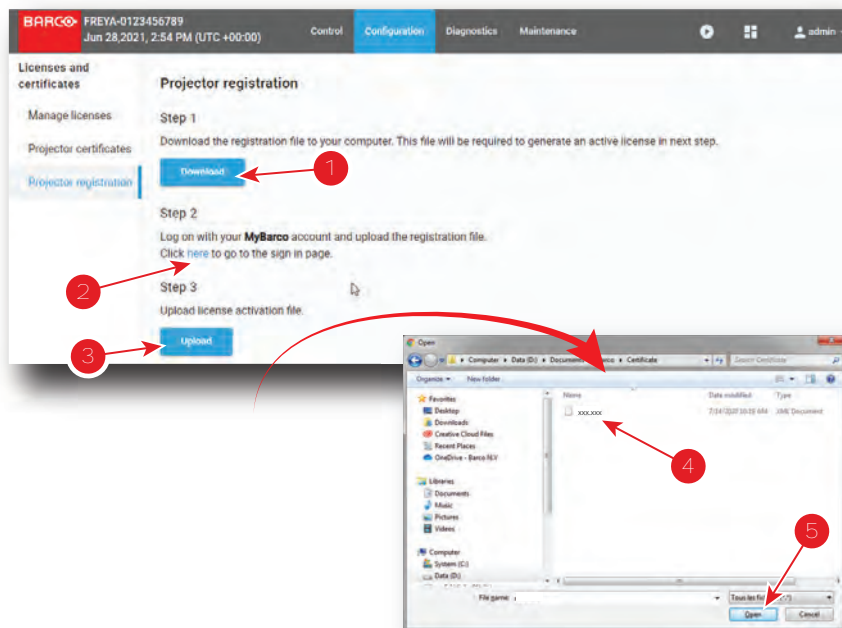 BARCO FREYA-0123456789
Jun 28,2021, 2:54 PM (UTC +00:00)
Control Configuration Diagnostics Maintenance admin
Licenses and
certificates
Manage licenses
Projector certificates
Projector registration
Projector registration
Step 1
Download the registration file to your computer. This file will be required to generate an active license in next step.
Download
1
Step 2
Log on with your MyBarco account and upload the registration file.
Click here to go to the sign in page.
2
Step 3
Upload license activation file.
Upload
3
Open
Computer Data (D:) Documents Certificate
Organize New folder
Name Date modified Type
Favorites
Desktop
Downloads
Creative Cloud Files
Recent Places
OneDrive - Barco N.V
xxx.xxx XML Document
4
Libraries
Documents
Music
Pictures
Videos
Computer
System (C:)
Data (D:)
5
Open Cancel